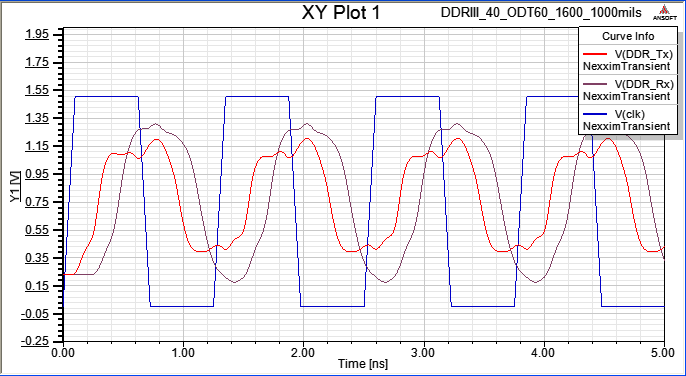 XY Plot 1
DDRIII_40_ODT60_1600_1000mils
ANSOFT
Curve Info
V(DDR_Tx)
NexximTransient
V(DDR_Rx)
NexximTransient
V(clk)
NexximTransient
1.95
1.75
1.55
1.35
1.15
0.95
0.75
0.55
0.35
0.15
-0.05
-0.25
Y1 [V]
0.00 1.00 2.00 3.00 4.00 5.00
Time [ns]